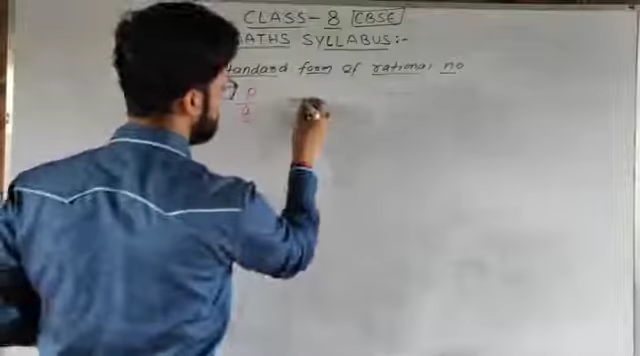 CLASS-8 CBSE
MATHS SYLLABUS:-
standard form of rational no
p
q